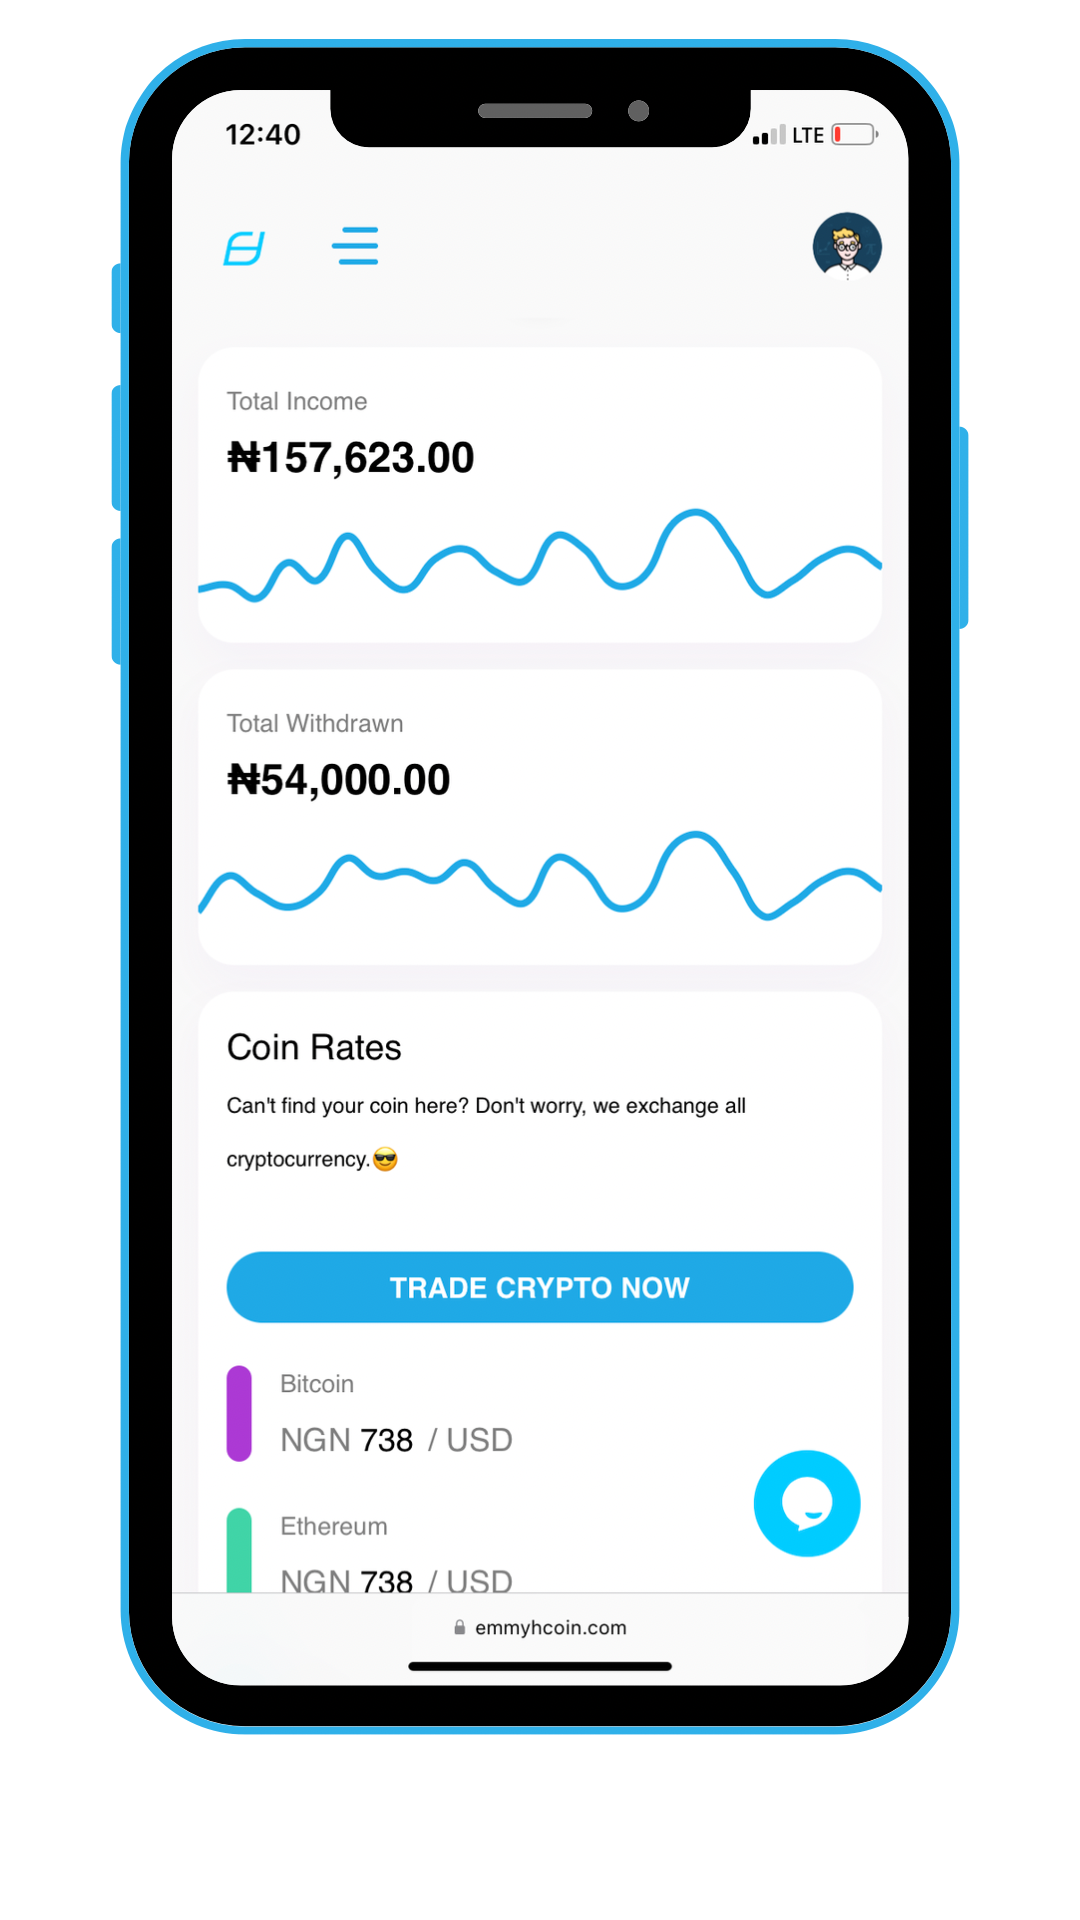 12:40
LTE
Total Income
₦157,623.00
Total Withdrawn
₦54,000.00
Coin Rates
Can't find your coin here? Don't worry, we exchange all
cryptocurrency.😎
TRADE CRYPTO NOW
Bitcoin
NGN 738 / USD
Ethereum
NGN 738 / USD
emmyhcoin.com